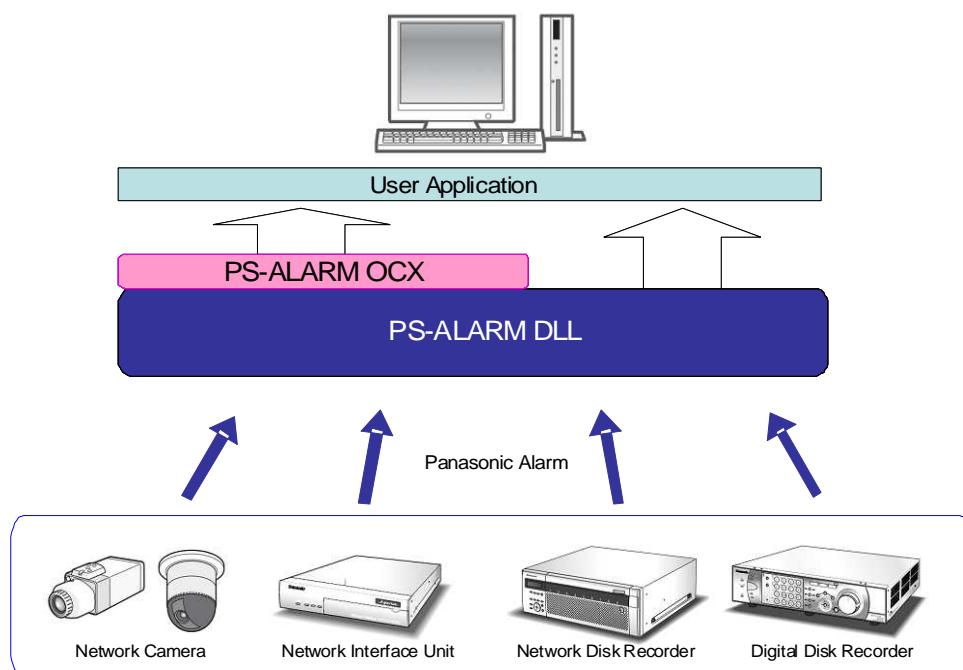 User Application
PS-ALARM OCX
PS-ALARM DLL
Panasonic Alarm
Network Camera
Network Interface Unit
Network Disk Recorder
Digital Disk Recorder